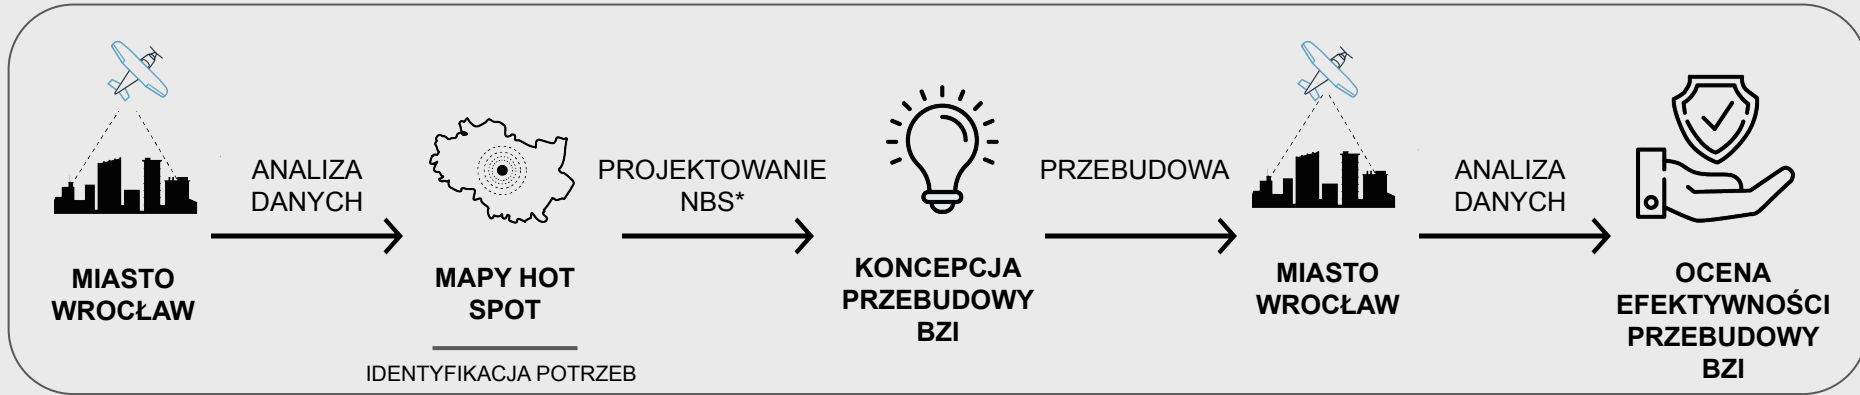 ANALIZA
DANYCH
PROJEKTOWANIE
NBS*
PRZEBUDOWA
ANALIZA
DANYCH
MIASTO
WROCŁAW
MAPY HOT
SPOT
IDENTYFIKACJA POTRZEB
KONCEPCJA
PRZEBUDOWY
BZI
MIASTO
WROCŁAW
OCENA
EFEKTYWNOŚCI
PRZEBUDOWY
BZI